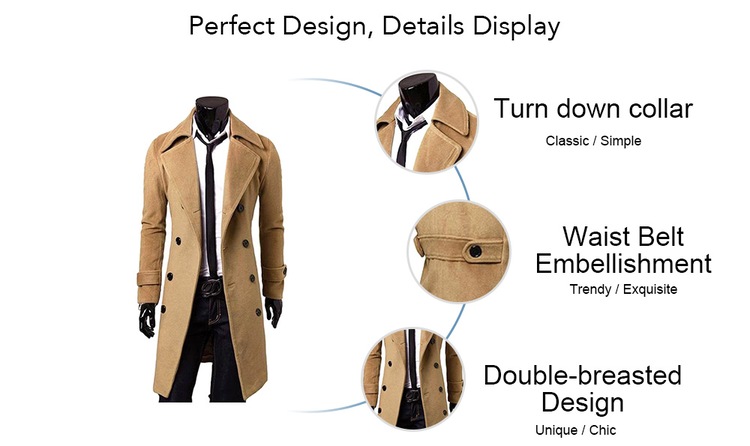 Perfect Design, Details Display
Turn down collar
Classic / Simple
Waist Belt
Embellishment
Trendy / Exquisite
Double-breasted
Design
Unique / Chic